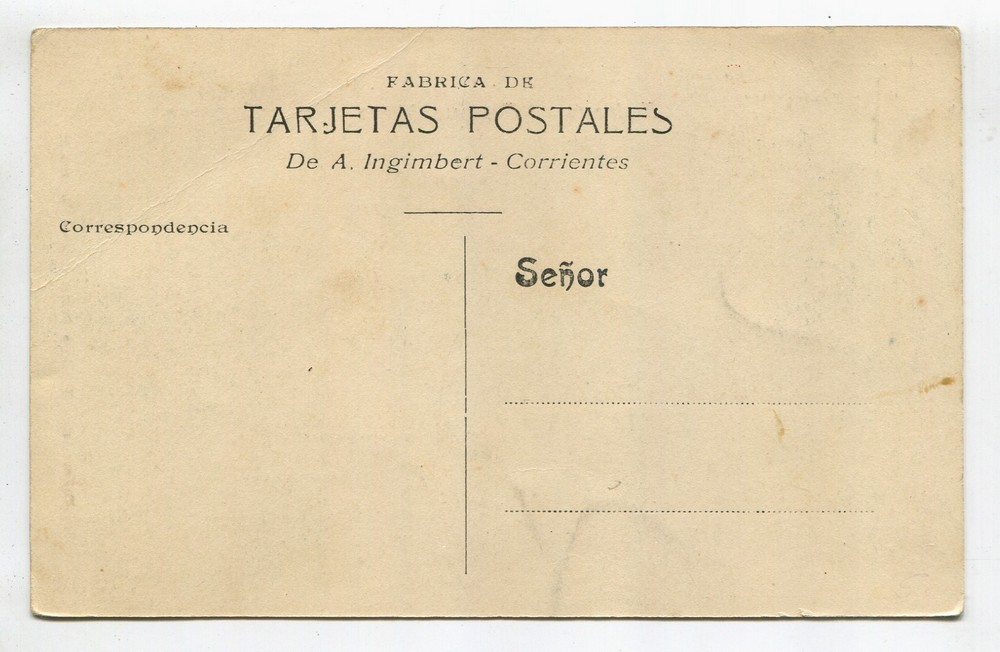 FABRICA DE
TARJETAS POSTALES
De A. Ingimbert - Corrientes
Correspondencia
Señor